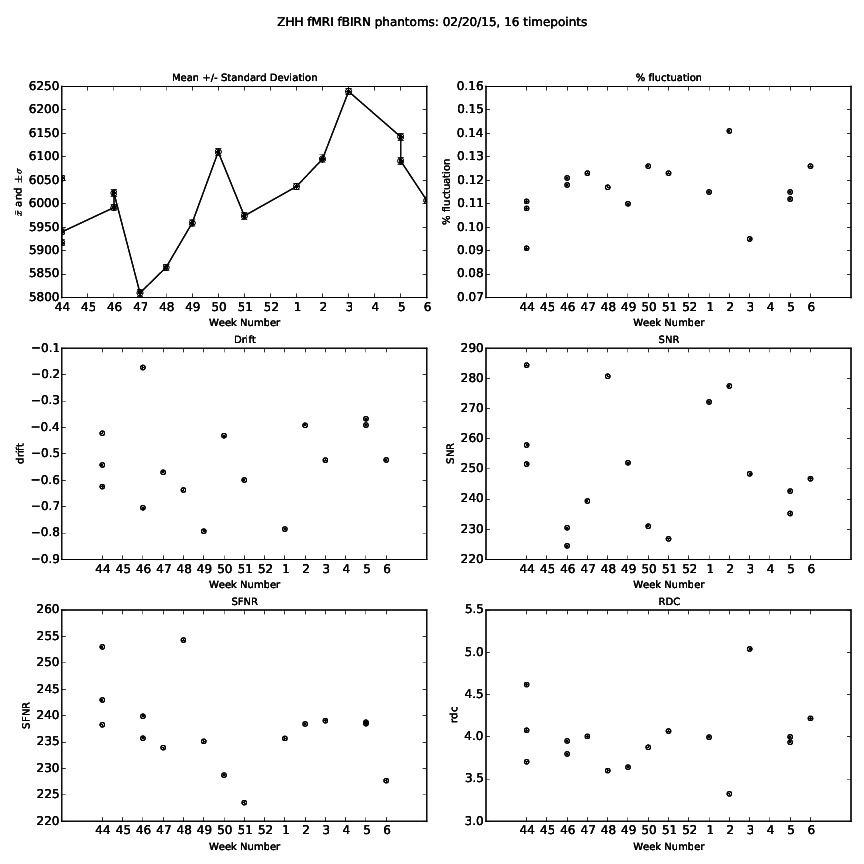 ZHH fMRI fBIRN phantoms: 02/20/15, 16 timepoints
Mean +/- Standard Deviation
6250
6200
6150
6100
6050
6000
5950
5900
5850
5800
x̄ and ±σ
44 45 46 47 48 49 50 51 52 1 2 3 4 5 6
Week Number
% fluctuation
0.16
0.15
0.14
0.13
0.12
0.11
0.10
0.09
0.08
0.07
% fluctuation
44 45 46 47 48 49 50 51 52 1 2 3 4 5 6
Week Number
Drift
−0.1
−0.2
−0.3
−0.4
−0.5
−0.6
−0.7
−0.8
−0.9
drift
44 45 46 47 48 49 50 51 52 1 2 3 4 5 6
Week Number
SNR
290
280
270
260
250
240
230
220
SNR
44 45 46 47 48 49 50 51 52 1 2 3 4 5 6
Week Number
SFNR
260
255
250
245
240
235
230
225
220
SFNR
44 45 46 47 48 49 50 51 52 1 2 3 4 5 6
Week Number
RDC
5.5
5.0
4.5
4.0
3.5
3.0
rdc
44 45 46 47 48 49 50 51 52 1 2 3 4 5 6
Week Number